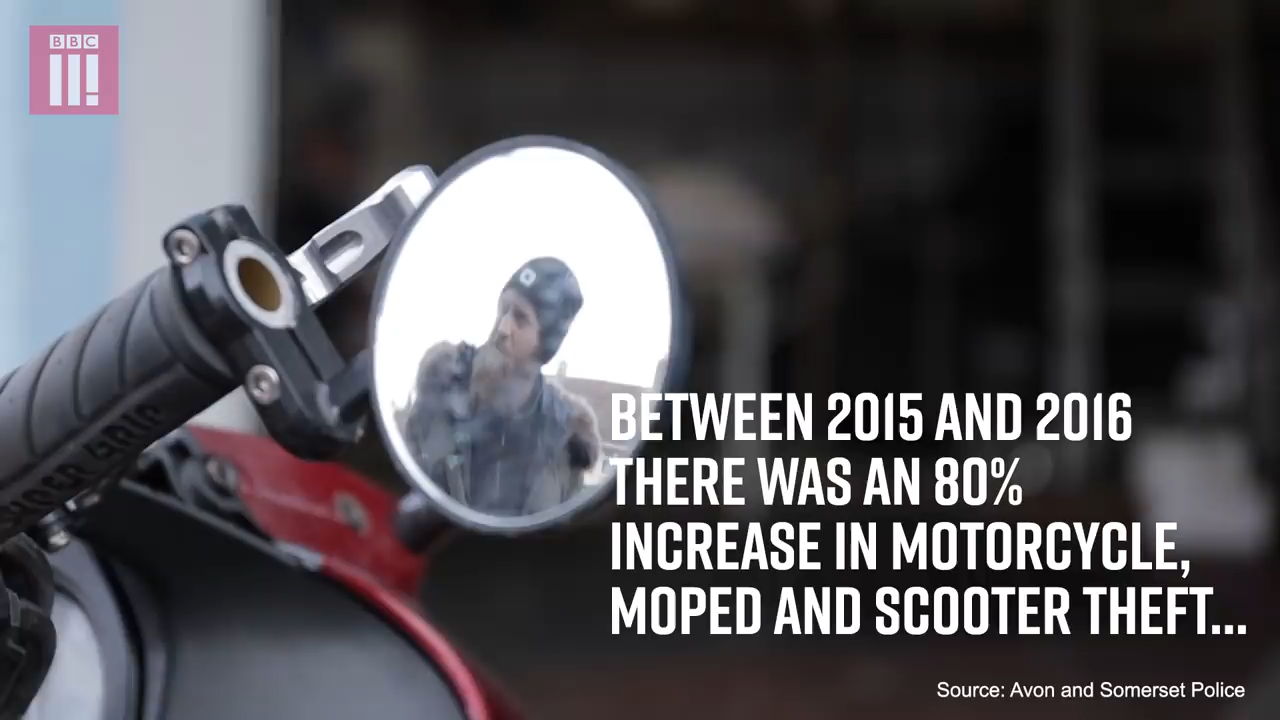 BBC
III!
BETWEEN 2015 AND 2016
THERE WAS AN 80%
INCREASE IN MOTORCYCLE,
MOPED AND SCOOTER THEFT...
Source: Avon and Somerset Police